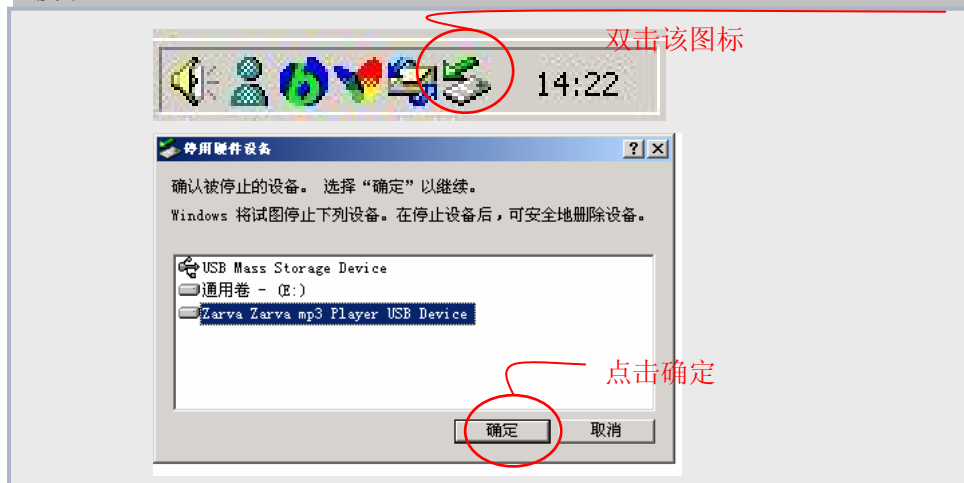 双击该图标
14:22
停用硬件设备
确认被停止的设备。 选择“确定”以继续。
Windows 将试图停止下列设备。在停止设备后，可安全地删除设备。
USB Mass Storage Device
通用卷 - (E:)
Zarva Zarva mp3 Player USB Device
点击确定
确定 取消